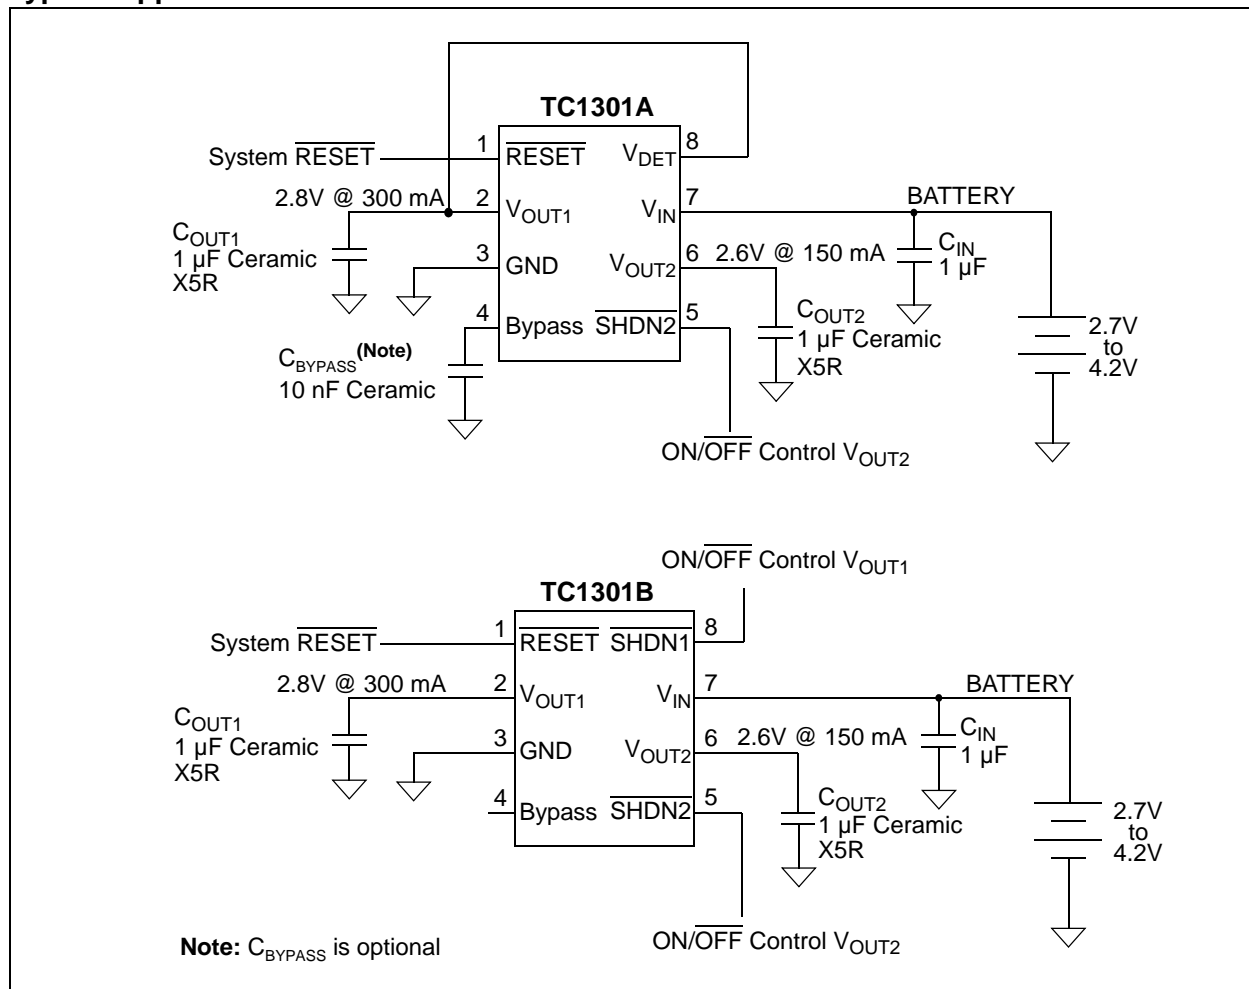 TC1301A
System RESET
1
RESET
VDET
8
2.8V @ 300 mA
2
VOUT1
VIN
7
BATTERY
COUT1
1 µF Ceramic
X5R
3
GND
VOUT2
6
2.6V @ 150 mA
CIN
1 µF
4
Bypass
SHDN2
5
COUT2
1 µF Ceramic
X5R
2.7V
to
4.2V
CBYPASS(Note)
10 nF Ceramic
ON/OFF Control VOUT2
ON/OFF Control VOUT1
TC1301B
System RESET
1
RESET
SHDN1
8
2.8V @ 300 mA
2
VOUT1
VIN
7
BATTERY
COUT1
1 µF Ceramic
X5R
3
GND
VOUT2
6
2.6V @ 150 mA
CIN
1 µF
4
Bypass
SHDN2
5
COUT2
1 µF Ceramic
X5R
2.7V
to
4.2V
Note: CBYPASS is optional
ON/OFF Control VOUT2